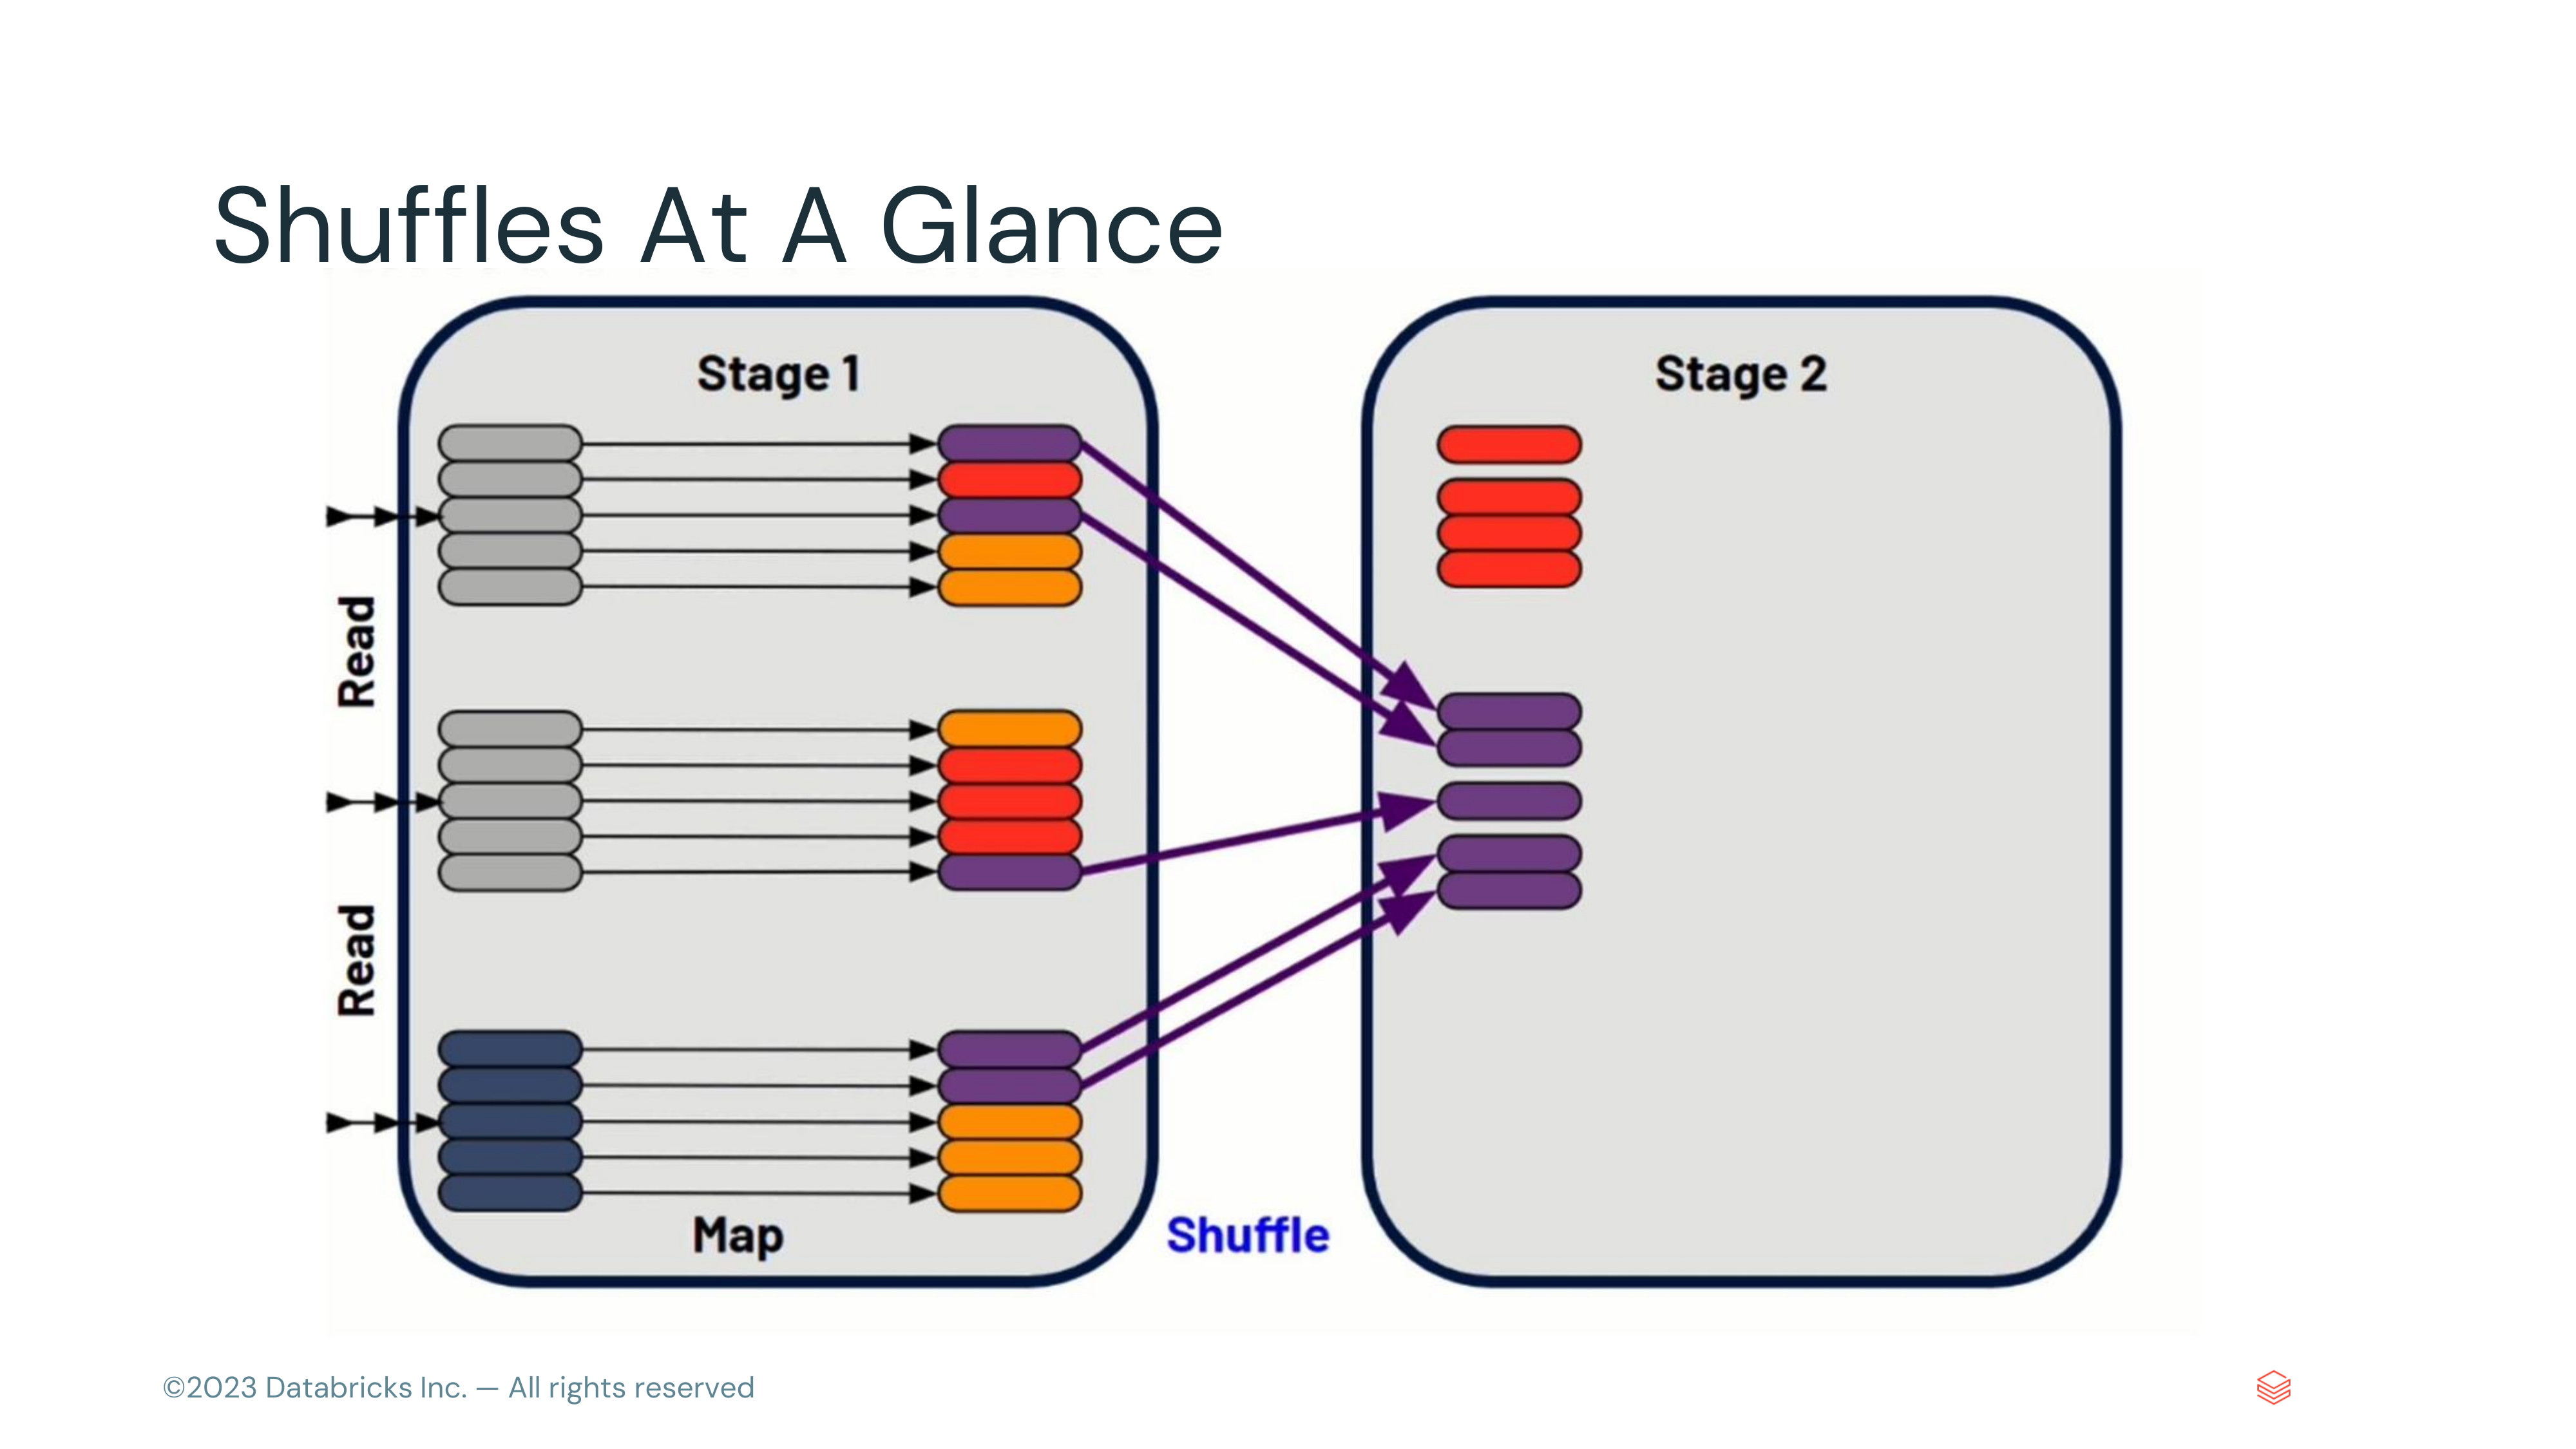 Shuffles At A Glance
Stage 1
Stage 2
Read
Read
Map
Shuffle
©2023 Databricks Inc. — All rights reserved